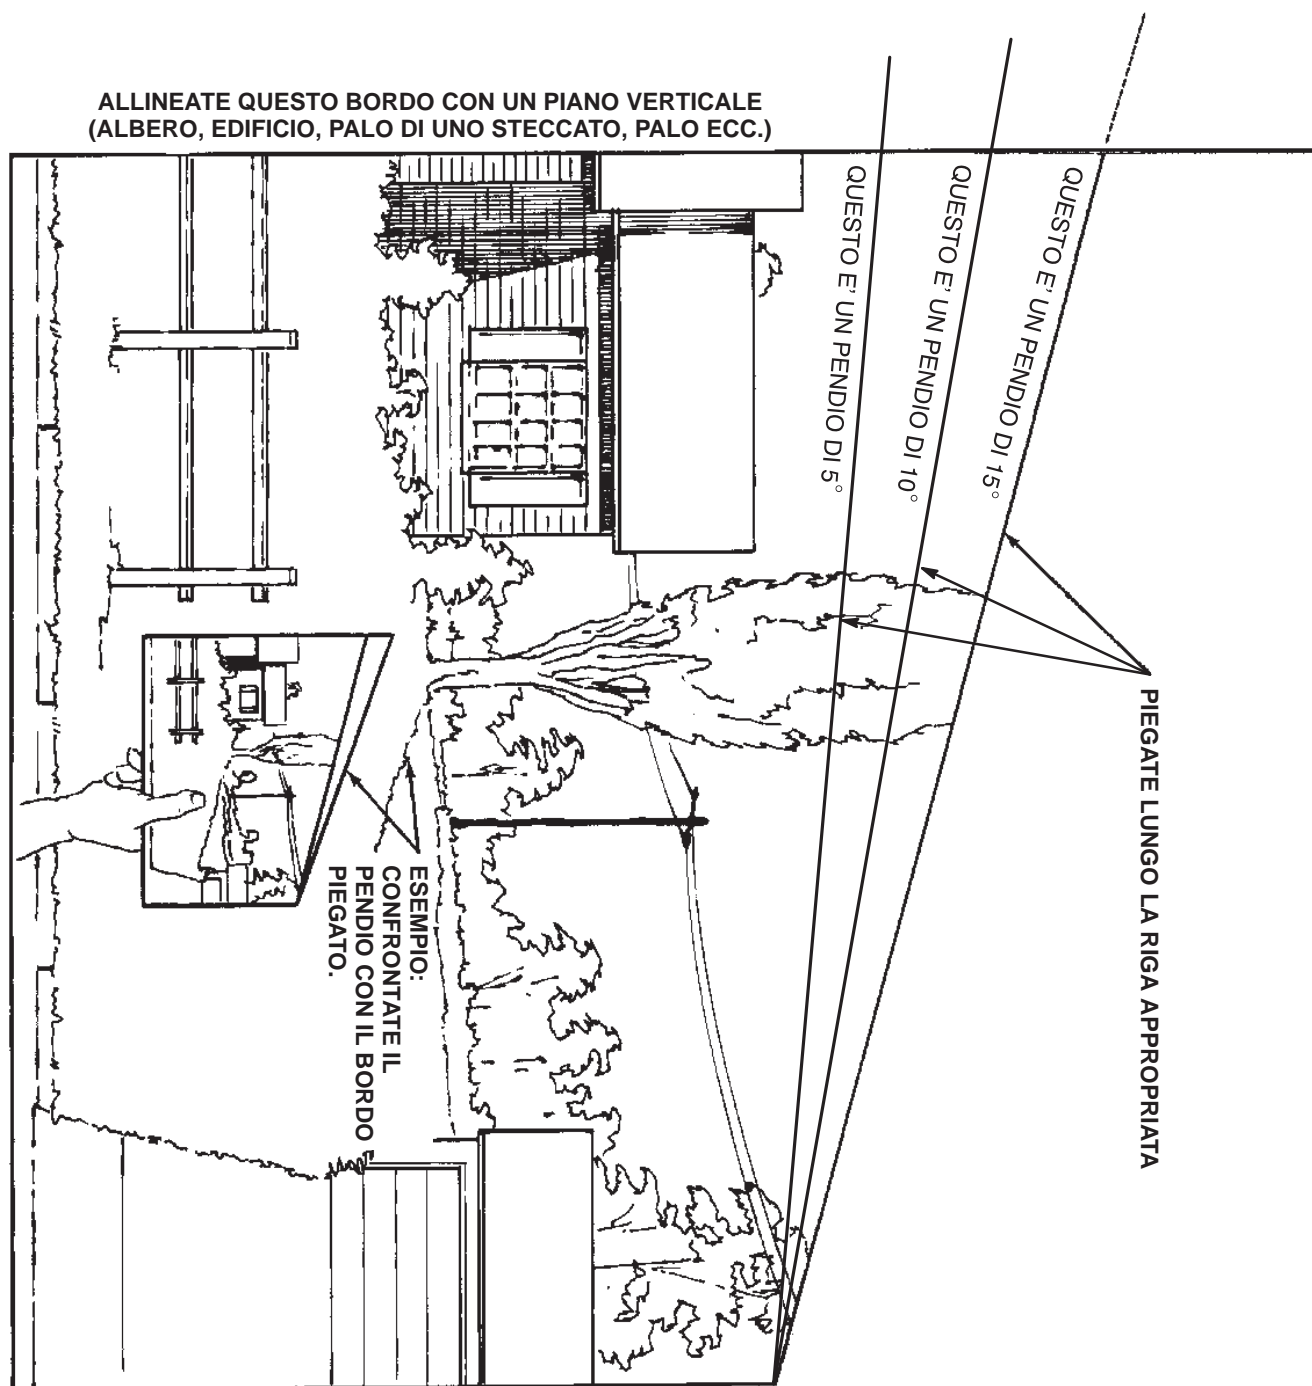 ALLINEATE QUESTO BORDO CON UN PIANO VERTICALE
(ALBERO, EDIFICIO, PALO DI UNO STECCATO, PALO ECC.)
QUESTO E' UN PENDIO DI 15°
QUESTO E' UN PENDIO DI 10°
QUESTO E' UN PENDIO DI 5°
PIEGATE LUNGO LA RIGA APPROPRIATA
ESEMPIO:
CONFRONTATE IL
PENDIO CON IL BORDO
PIEGATO.